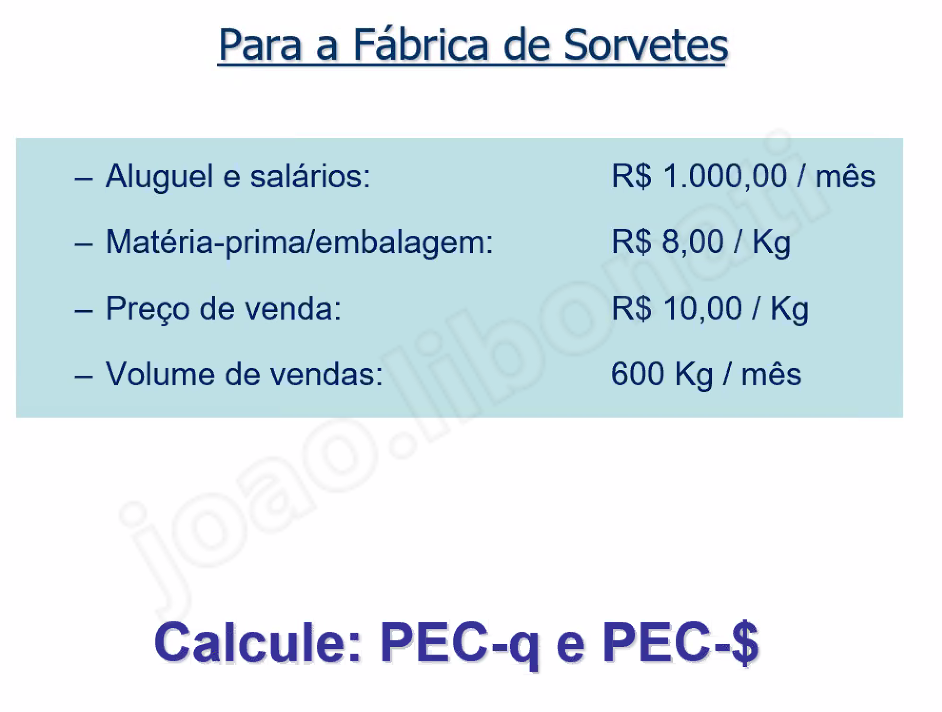 Para a Fábrica de Sorvetes
– Aluguel e salários: R$ 1.000,00 / mês
– Matéria-prima/embalagem: R$ 8,00 / Kg
– Preço de venda: R$ 10,00 / Kg
– Volume de vendas: 600 Kg / mês
joao.libonati
Calcule: PEC-q e PEC-$